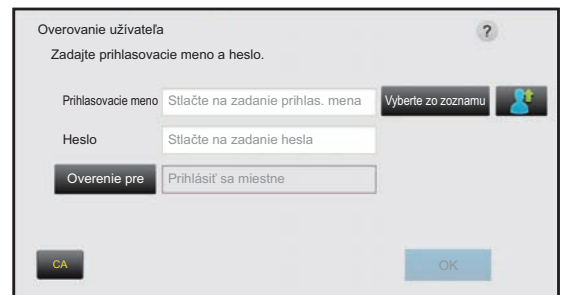 Overovanie užívateľa ?
Zadajte prihlasovacie meno a heslo.
Prihlasovacie meno Stlačte na zadanie prihlas. mena Vyberte zo zoznamu
Heslo Stlačte na zadanie hesla
Overenie pre Prihlásiť sa miestne
CA OK